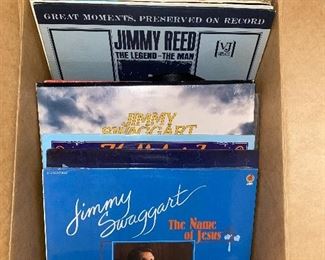 GREAT MOMENTS, PRESERVED ON RECORD
JIMMY REED
THE LEGEND-THE MAN
VJ
JIMMY
SWAGGART
Jimmy Swaggart
The Name
of Jesus